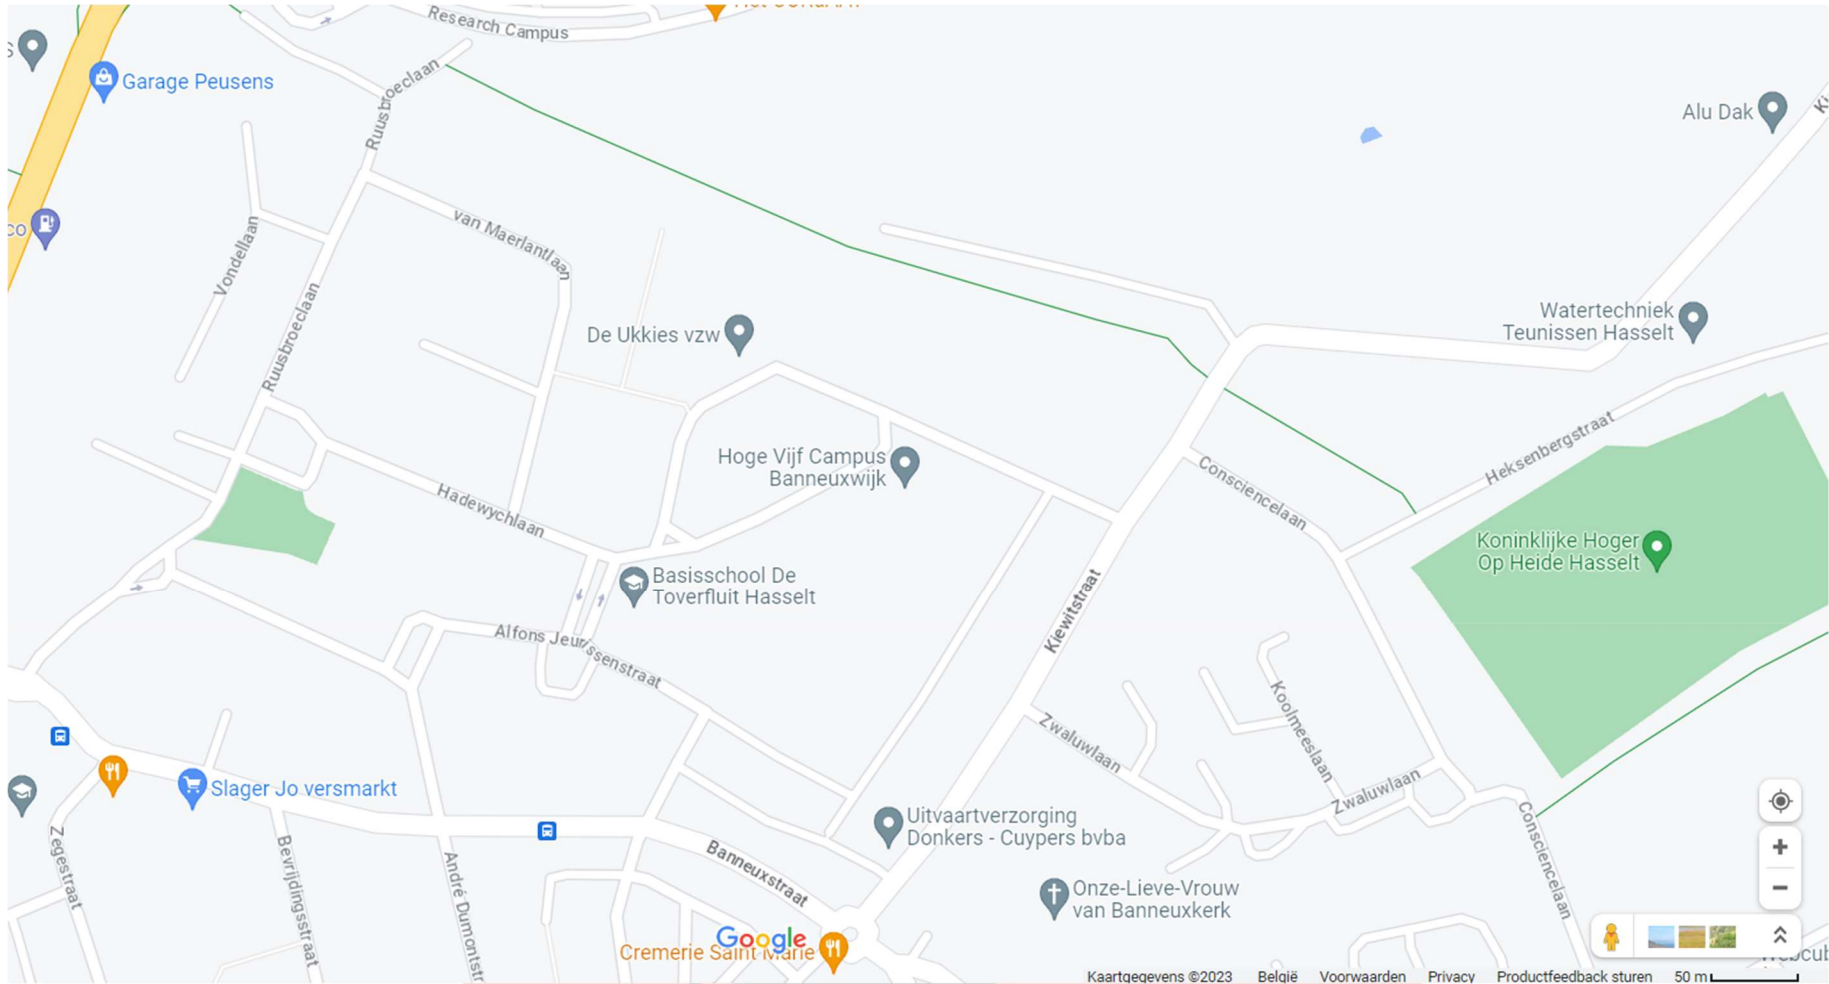 Research Campus
Garage Peusens
Ruusbroeclaan
Alu Dak
van Maerlantlaan
Vondellaan
Ruusbroeclaan
De Ukkies vzw
Watertechniek
Teunissen Hasselt
Hoge Vijf Campus
Banneuxwijk
Heksenbergstraat
Consciencelaan
Hadewychlaan
Koninklijke Hoger
Op Heide Hasselt
Basisschool De
Toverfluit Hasselt
Kiewitstraat
Alfons Jeurissenstraat
Koolmeeslaan
Zwaluwlaan
Slager Jo versmarkt
Zwaluwlaan
Uitvaartverzorging
Donkers - Cuypers bvba
Zegestraat
Bevrijdingsstraat
André Dumontstr
Banneuxstraat
Consciencelaan
Onze-Lieve-Vrouw
van Banneuxkerk
Google
Cremerie Saint Marie
Kaartgegevens ©2023 België Voorwaarden Privacy Productfeedback sturen 50 m